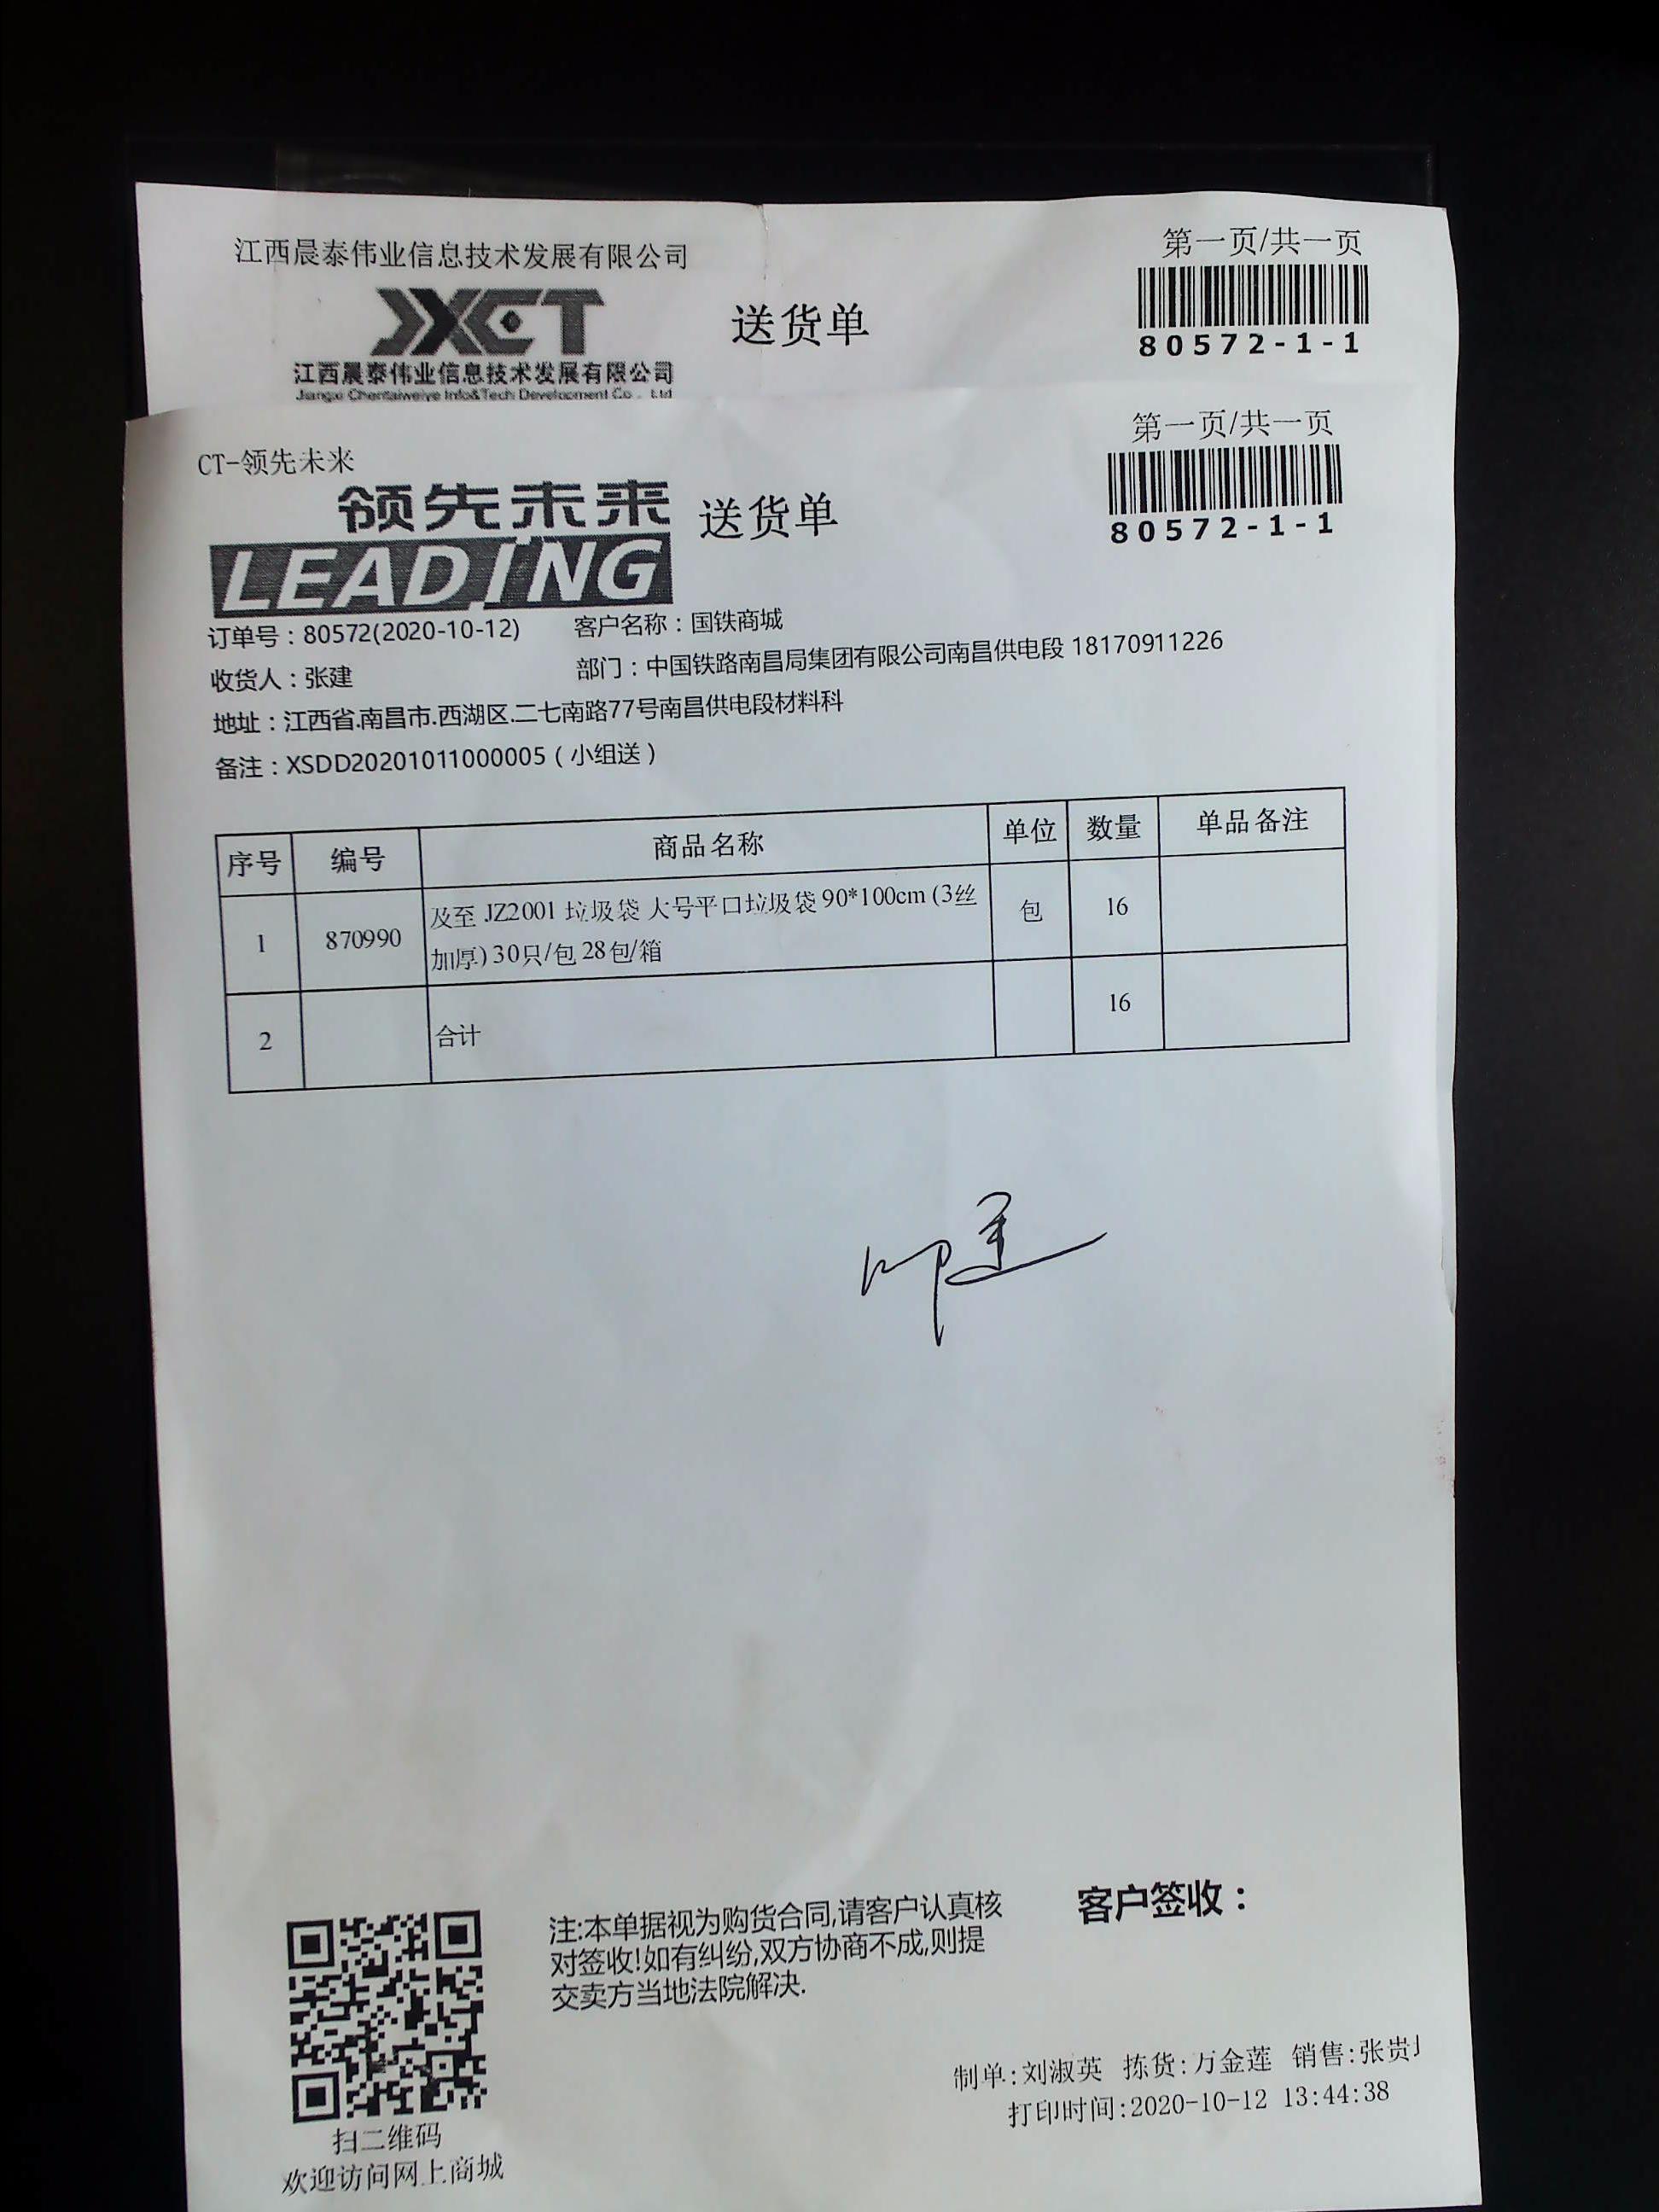 江西晨泰伟业信息技术发展有限公司
第一页/共一页
JXCT
送货单
80572-1-1
江西晨泰伟业信息技术发展有限公司
Jiangxi Chentaiweiye Info&Tech Development Co., Ltd
第一页/共一页
CT-领先未来
领先未来
送货单
80572-1-1
LEADING
订单号：80572(2020-10-12) 客户名称：国铁商城
收货人：张建 部门：中国铁路南昌局集团有限公司南昌供电段 18170911226
地址：江西省.南昌市.西湖区.二七南路77号南昌供电段材料科
备注：XSDD20201011000005（小组送）
序号 编号 商品名称 单位 数量 单品备注
1 870990 及至 JZ2001 垃圾袋 大号平口垃圾袋 90*100cm (3丝 包 16
加厚) 30只/包 28包/箱
2 合计 16
注:本单据视为购货合同,请客户认真核
对签收!如有纠纷,双方协商不成,则提
交卖方当地法院解决.
客户签收：
制单:刘淑英 拣货:万金莲 销售:张贵
打印时间:2020-10-12 13:44:38
扫二维码
欢迎访问网上商城